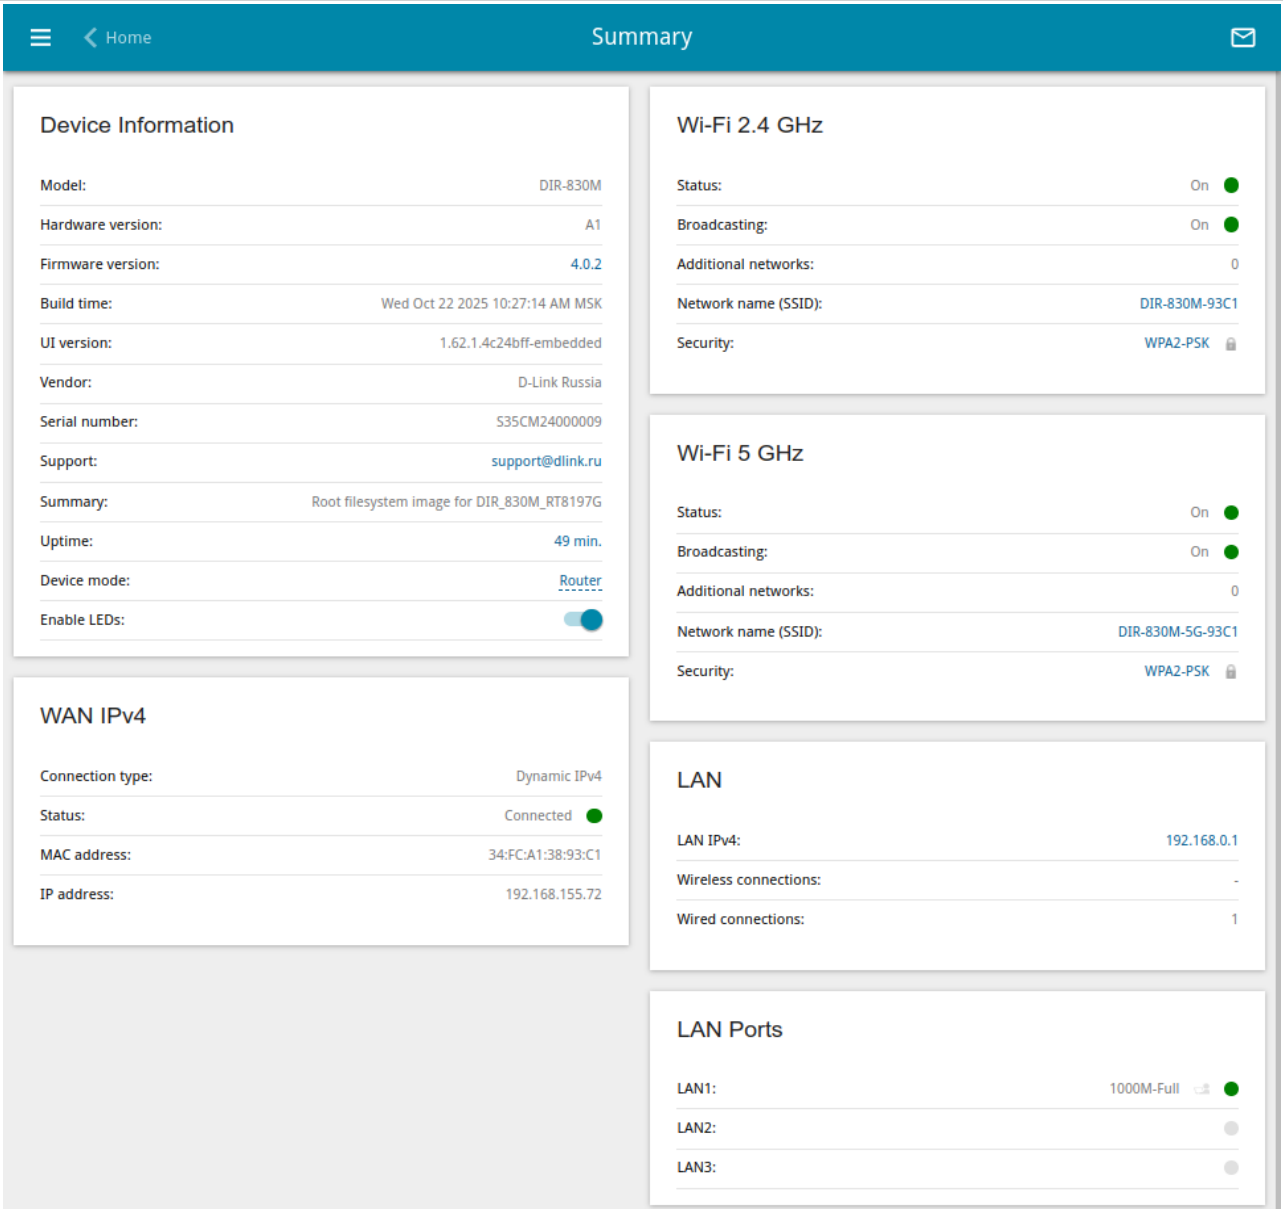 Home
Summary
Device Information
Model: DIR-830M
Hardware version: A1
Firmware version: 4.0.2
Build time: Wed Oct 22 2025 10:27:14 AM MSK
UI version: 1.62.1.4c24bff-embedded
Vendor: D-Link Russia
Serial number: S35CM24000009
Support: support@dlink.ru
Summary: Root filesystem image for DIR_830M_RT8197G
Uptime: 49 min.
Device mode: Router
Enable LEDs:
WAN IPv4
Connection type: Dynamic IPv4
Status: Connected
MAC address: 34:FC:A1:38:93:C1
IP address: 192.168.155.72
Wi-Fi 2.4 GHz
Status: On
Broadcasting: On
Additional networks: 0
Network name (SSID): DIR-830M-93C1
Security: WPA2-PSK
Wi-Fi 5 GHz
Status: On
Broadcasting: On
Additional networks: 0
Network name (SSID): DIR-830M-5G-93C1
Security: WPA2-PSK
LAN
LAN IPv4: 192.168.0.1
Wireless connections: -
Wired connections: 1
LAN Ports
LAN1: 1000M-Full
LAN2:
LAN3: